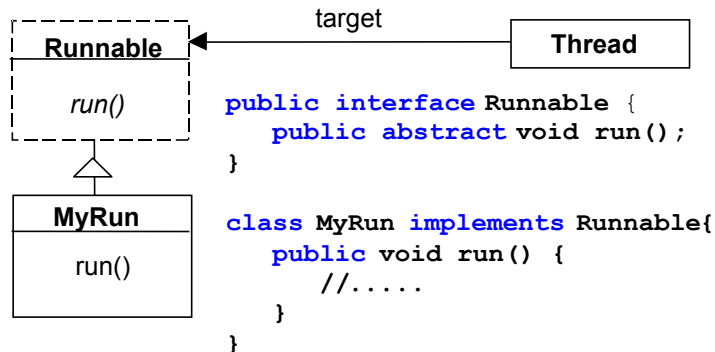 target
Runnable
Thread
run()
public interface Runnable {
public abstract void run();
}
MyRun
run()
class MyRun implements Runnable{
public void run() {
//.....
}
}